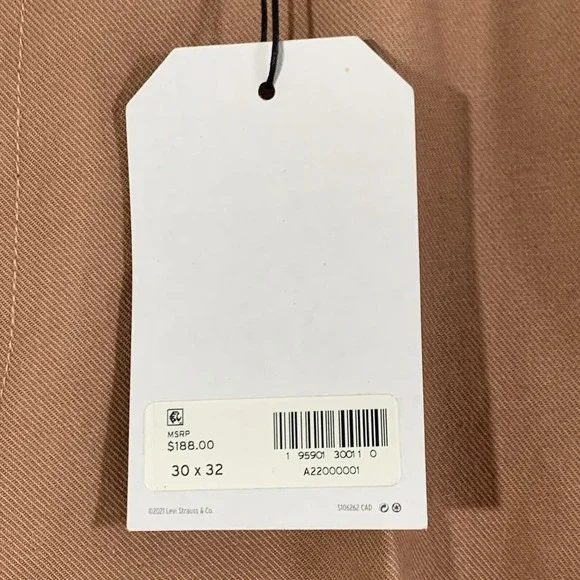 MSRP
$188.00
30 x 32
1 95901 30011 0
A22000001
©2021 Levi Strauss & Co.
S106262 CAD